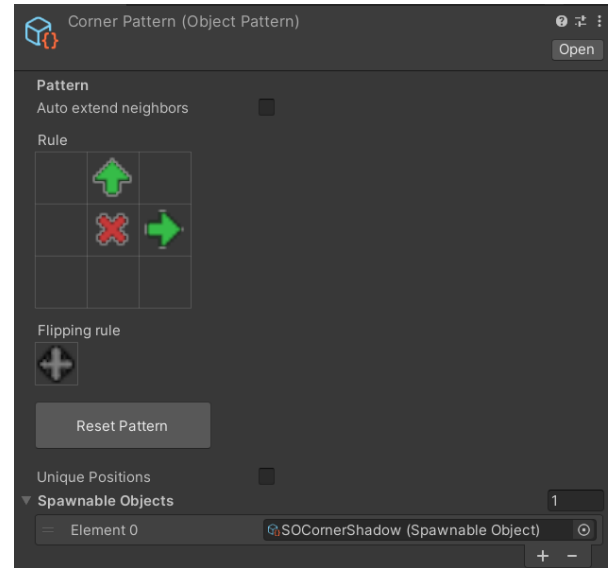 Corner Pattern (Object Pattern)
Open
Pattern
Auto extend neighbors
Rule
Flipping rule
Reset Pattern
Unique Positions
Spawnable Objects 1
Element 0 SOCornerShadow (Spawnable Object)
+ −